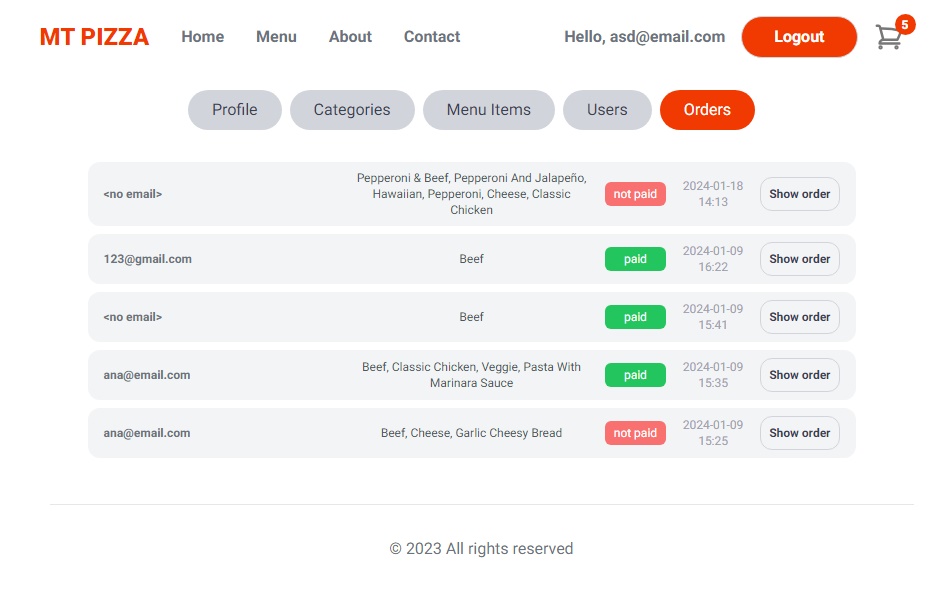 MT PIZZA Home Menu About Contact Hello, asd@email.com Logout 5
Profile Categories Menu Items Users Orders
<no email>
Pepperoni & Beef, Pepperoni And Jalapeño,
Hawaiian, Pepperoni, Cheese, Classic
Chicken
not paid
2024-01-18
14:13
Show order
123@gmail.com
Beef
paid
2024-01-09
16:22
Show order
<no email>
Beef
paid
2024-01-09
15:41
Show order
ana@email.com
Beef, Classic Chicken, Veggie, Pasta With
Marinara Sauce
paid
2024-01-09
15:35
Show order
ana@email.com
Beef, Cheese, Garlic Cheesy Bread
not paid
2024-01-09
15:25
Show order
© 2023 All rights reserved